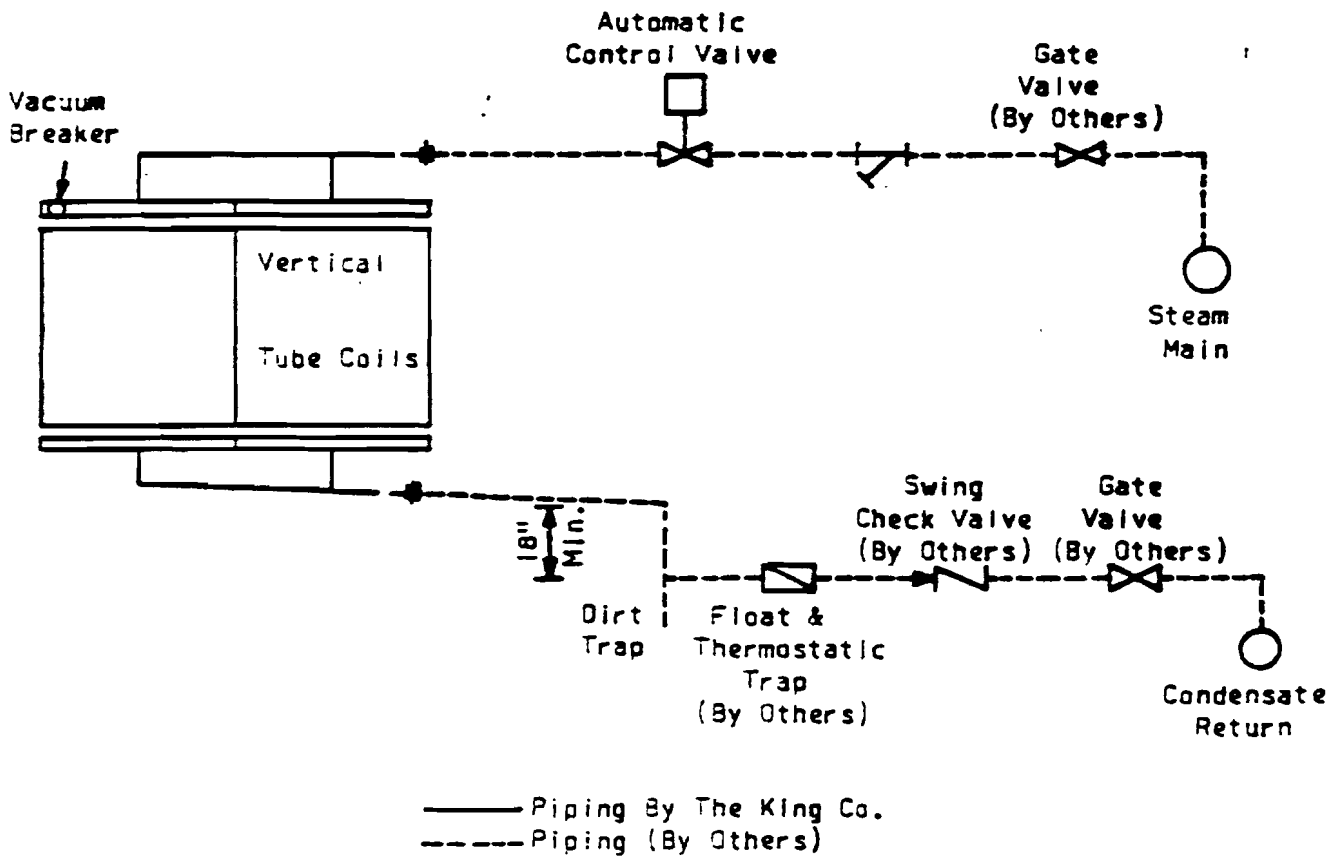 Automatic
Control Valve
Gate
Valve
(By Others)
Vacuum
Breaker
Vertical
Tube Coils
Steam
Main
18"
Min.
Swing
Check Valve
(By Others)
Gate
Valve
(By Others)
Dirt
Trap
Float &
Thermostatic
Trap
(By Others)
Condensate
Return
Piping By The King Co.
Piping (By Others)